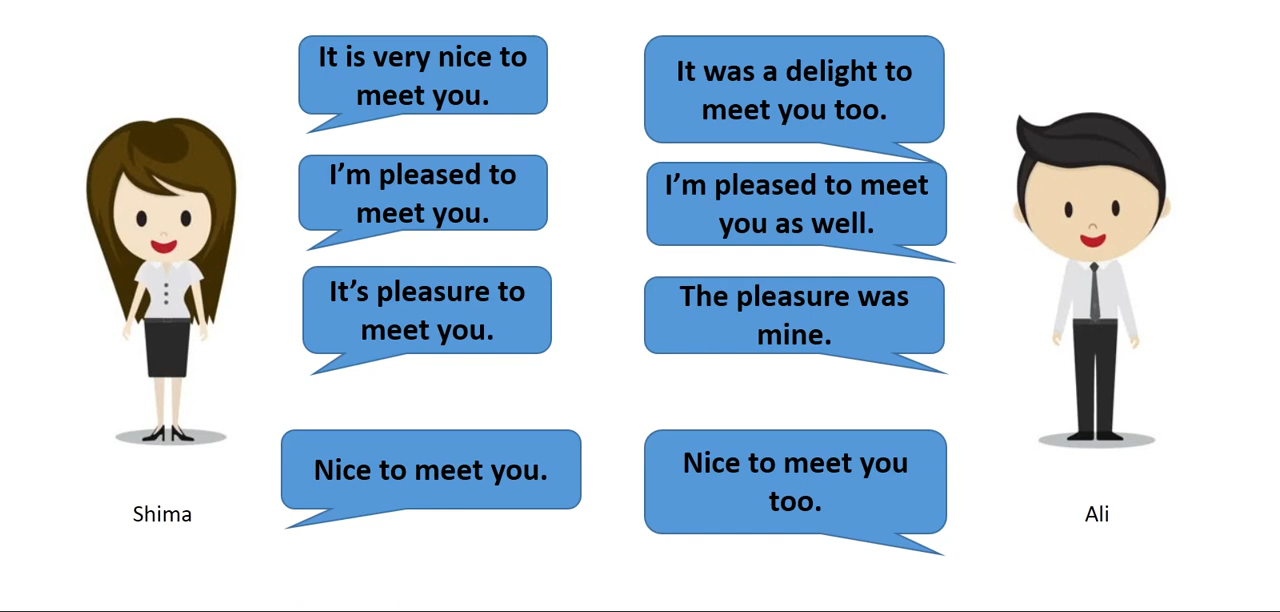 It is very nice to
meet you.
It was a delight to
meet you too.
I'm pleased to
meet you.
I'm pleased to meet
you as well.
It's pleasure to
meet you.
The pleasure was
mine.
Nice to meet you.
Nice to meet you
too.
Shima
Ali